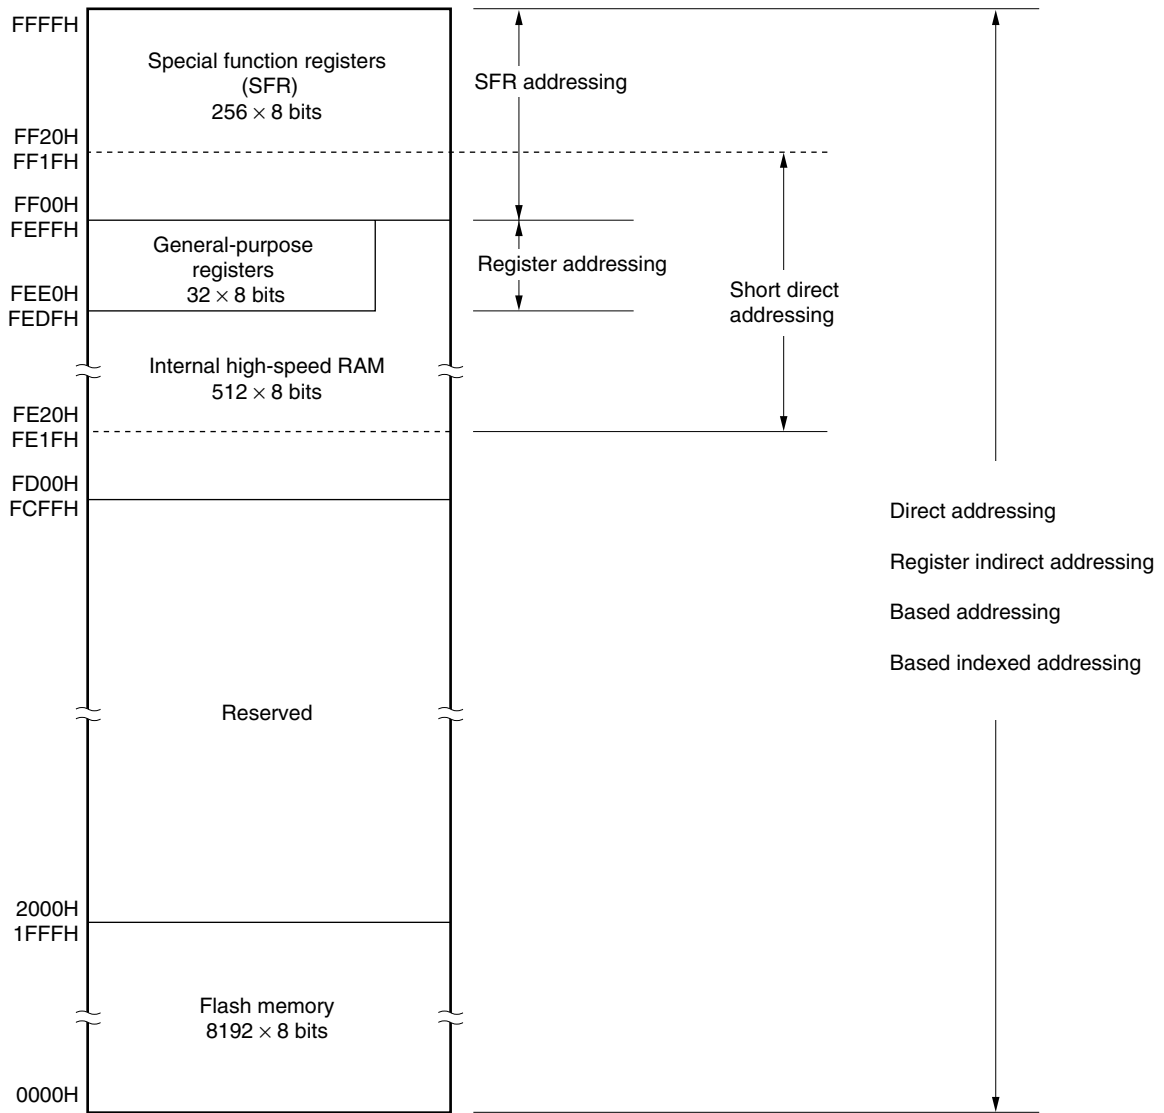 FFFFH
Special function registers
(SFR)
256 × 8 bits
SFR addressing
FF20H
FF1FH
FF00H
FEFFH
General-purpose
registers
32 × 8 bits
Register addressing
Short direct
addressing
FEE0H
FEDFH
Internal high-speed RAM
512 × 8 bits
FE20H
FE1FH
FD00H
FCFFH
Direct addressing
Register indirect addressing
Based addressing
Based indexed addressing
Reserved
2000H
1FFFH
Flash memory
8192 × 8 bits
0000H